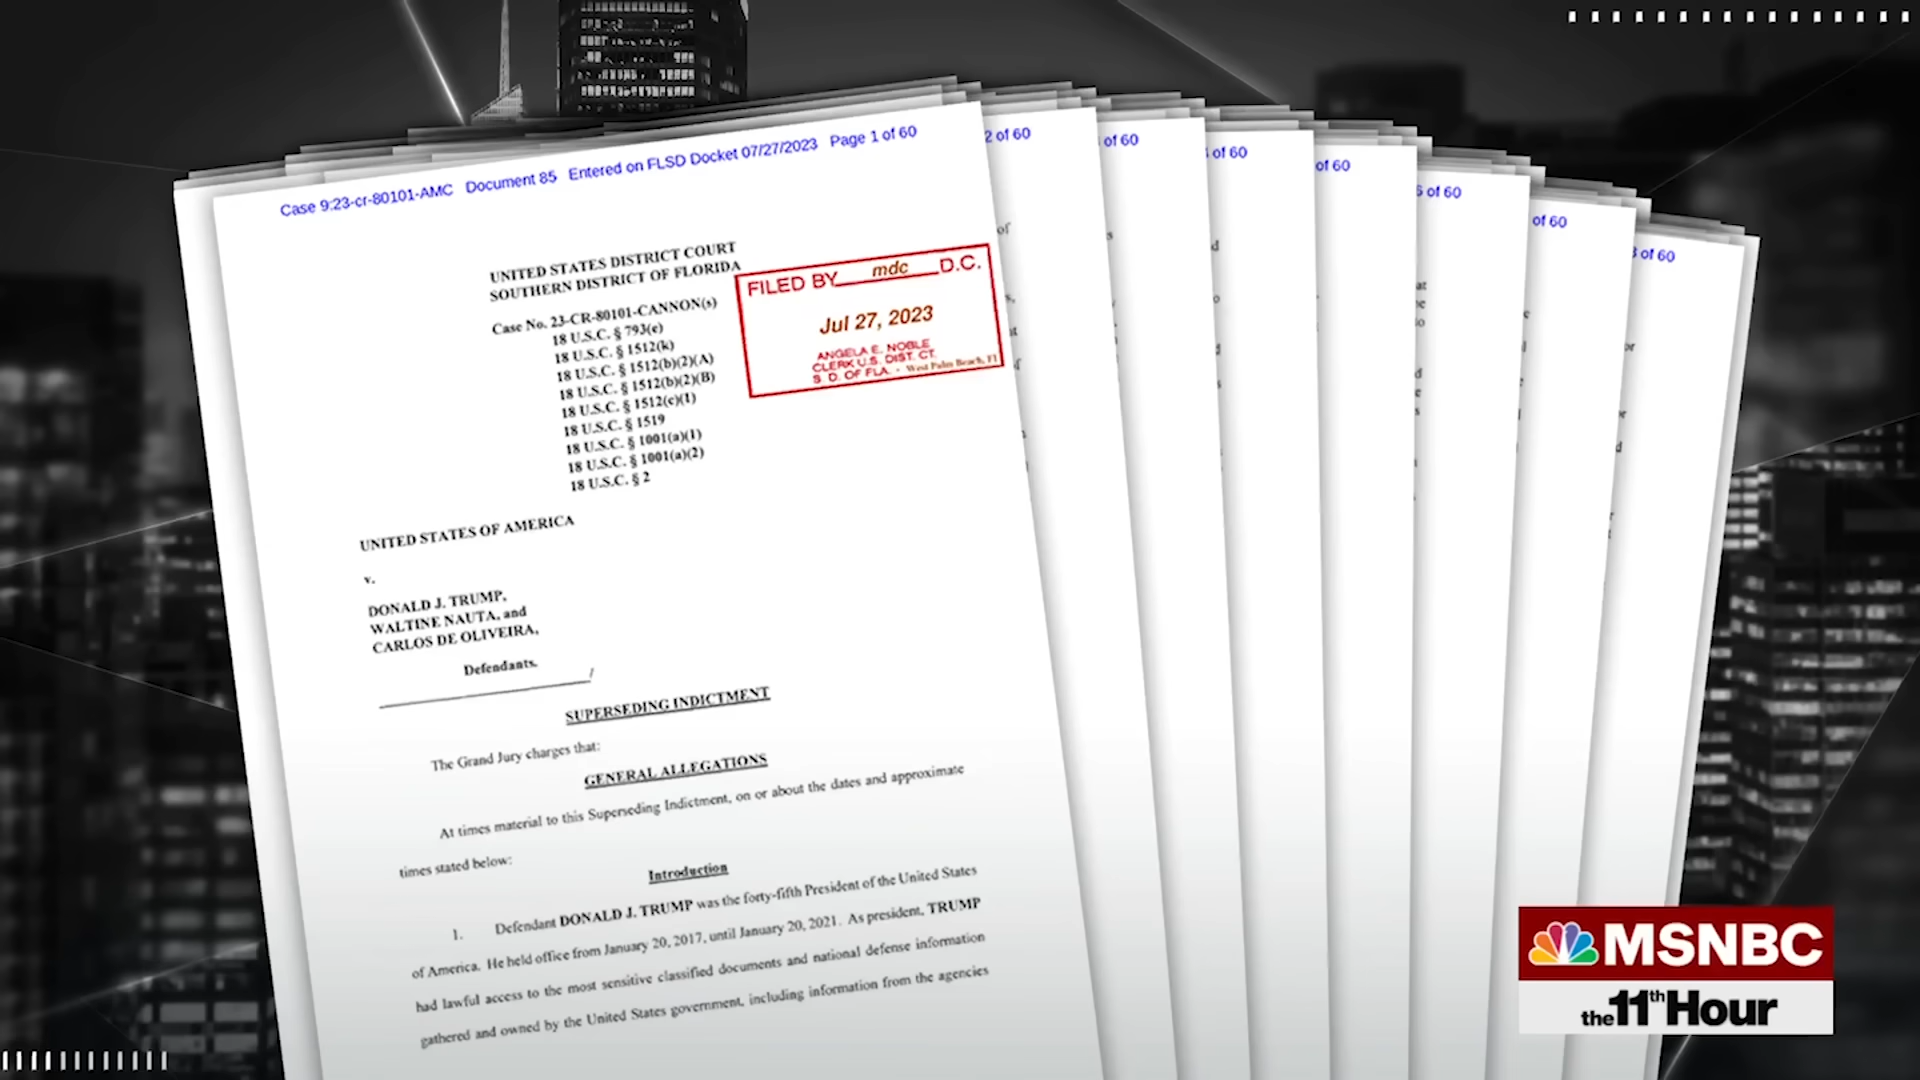 Case 9:23-cr-80101-AMC Document 85 Entered on FLSD Docket 07/27/2023 Page 1 of 60
2 of 60
of 60
of 60
of 60
of 60
of 60
of 60
UNITED STATES DISTRICT COURT
SOUTHERN DISTRICT OF FLORIDA
Case No. 23-CR-80101-CANNON(s)
18 U.S.C. § 793(e)
18 U.S.C. § 1512(k)
18 U.S.C. § 1512(b)(2)(A)
18 U.S.C. § 1512(b)(2)(B)
18 U.S.C. § 1512(c)(1)
18 U.S.C. § 1519
18 U.S.C. § 1001(a)(1)
18 U.S.C. § 1001(a)(2)
18 U.S.C. § 2
FILED BY mdc D.C.
Jul 27, 2023
ANGELA E. NOBLE
CLERK U.S. DIST. CT.
S. D. OF FLA. - West Palm Beach, FL
UNITED STATES OF AMERICA
v.
DONALD J. TRUMP,
WALTINE NAUTA, and
CARLOS DE OLIVEIRA,
Defendants.
/
SUPERSEDING INDICTMENT
The Grand Jury charges that:
GENERAL ALLEGATIONS
At times material to this Superseding Indictment, on or about the dates and approximate
times stated below:
Introduction
1. Defendant DONALD J. TRUMP was the forty-fifth President of the United States
of America. He held office from January 20, 2017, until January 20, 2021. As president, TRUMP
had lawful access to the most sensitive classified documents and national defense information
gathered and owned by the United States government, including information from the agencies
MSNBC
the 11th Hour